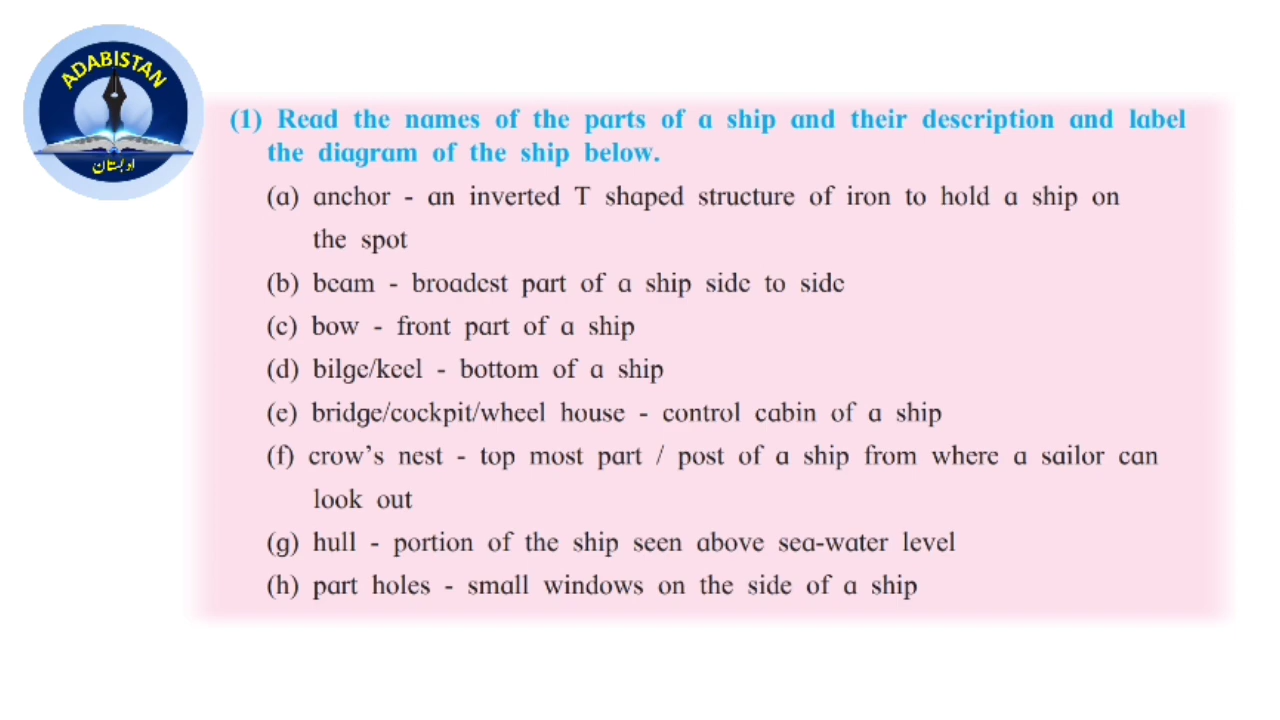 ADABISTAN
ادبستان
(1) Read the names of the parts of a ship and their description and label
the diagram of the ship below.
(a) anchor - an inverted T shaped structure of iron to hold a ship on
the spot
(b) beam - broadest part of a ship side to side
(c) bow - front part of a ship
(d) bilge/keel - bottom of a ship
(e) bridge/cockpit/wheel house - control cabin of a ship
(f) crow's nest - top most part / post of a ship from where a sailor can
look out
(g) hull - portion of the ship seen above sea-water level
(h) part holes - small windows on the side of a ship